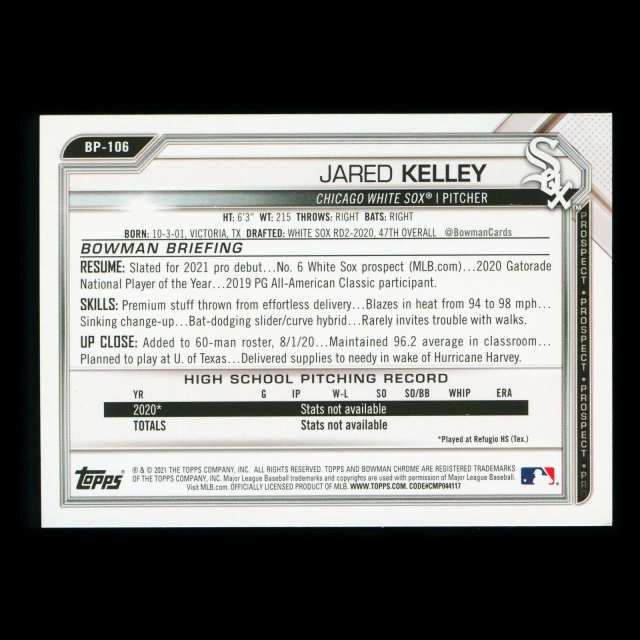 BP-106
JARED KELLEY
Sox
CHICAGO WHITE SOX® | PITCHER
HT: 6'3" WT: 215 THROWS: RIGHT BATS: RIGHT
BORN: 10-3-01, VICTORIA, TX DRAFTED: WHITE SOX RD2-2020, 47TH OVERALL @BowmanCards
BOWMAN BRIEFING
RESUME: Slated for 2021 pro debut...No. 6 White Sox prospect (MLB.com)...2020 Gatorade
National Player of the Year...2019 PG All-American Classic participant.
SKILLS: Premium stuff thrown from effortless delivery...Blazes in heat from 94 to 98 mph...
Sinking change-up...Bat-dodging slider/curve hybrid...Rarely invites trouble with walks.
UP CLOSE: Added to 60-man roster, 8/1/20...Maintained 96.2 average in classroom...
Planned to play at U. of Texas...Delivered supplies to needy in wake of Hurricane Harvey.
HIGH SCHOOL PITCHING RECORD
YR G IP W-L SO SO/BB WHIP ERA
2020* Stats not available
TOTALS Stats not available
*Played at Refugio HS (Tex.)
PROSPECT • PROSPECT • PROSPECT • PR
TOPPS®
® & © 2021 THE TOPPS COMPANY, INC. ALL RIGHTS RESERVED. TOPPS AND BOWMAN CHROME ARE REGISTERED TRADEMARKS
OF THE TOPPS COMPANY, INC. Major League Baseball trademarks and copyrights are used with permission of Major League Baseball.
Visit MLB.com. OFFICIALLY LICENSED PRODUCT OF MLB. WWW.TOPPS.COM. CODE#CMP044117